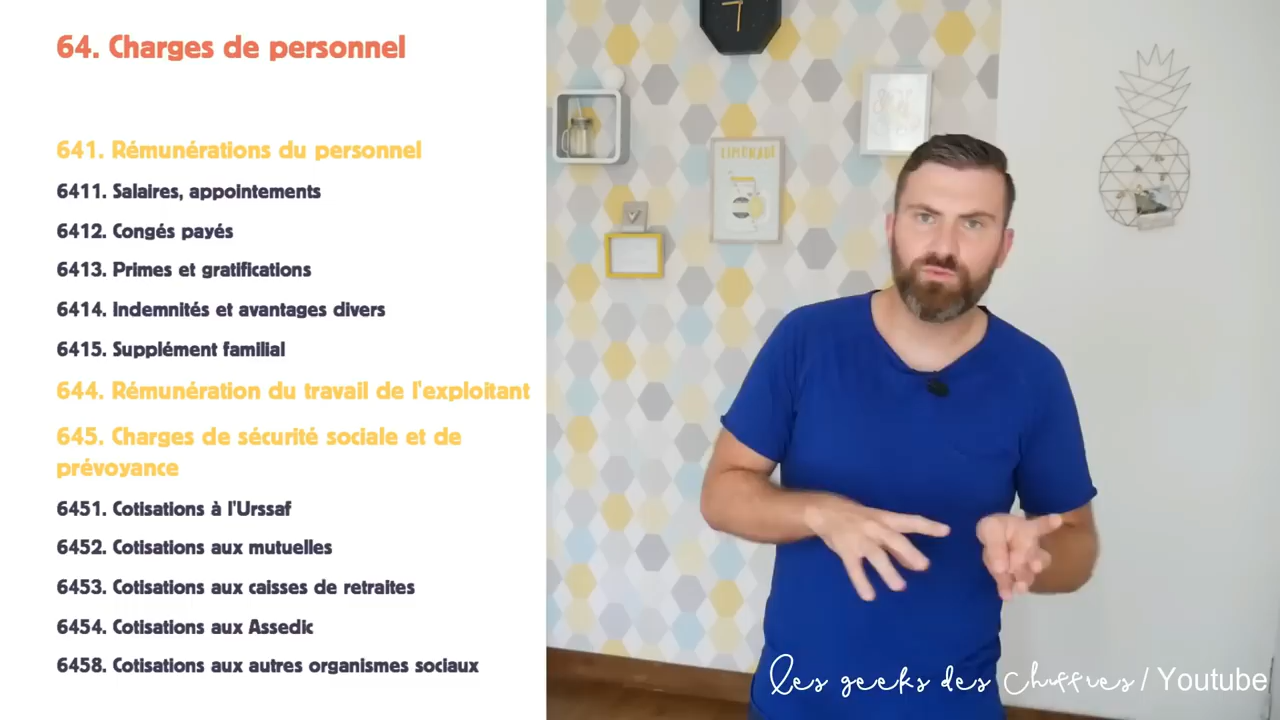 64. Charges de personnel
641. Rémunérations du personnel
6411. Salaires, appointements
6412. Congés payés
6413. Primes et gratifications
6414. Indemnités et avantages divers
6415. Supplément familial
644. Rémunération du travail de l'exploitant
645. Charges de sécurité sociale et de
prévoyance
6451. Cotisations à l'Urssaf
6452. Cotisations aux mutuelles
6453. Cotisations aux caisses de retraites
6454. Cotisations aux Assedic
6458. Cotisations aux autres organismes sociaux
LEMONADE
les geeks des chiffres / Youtube